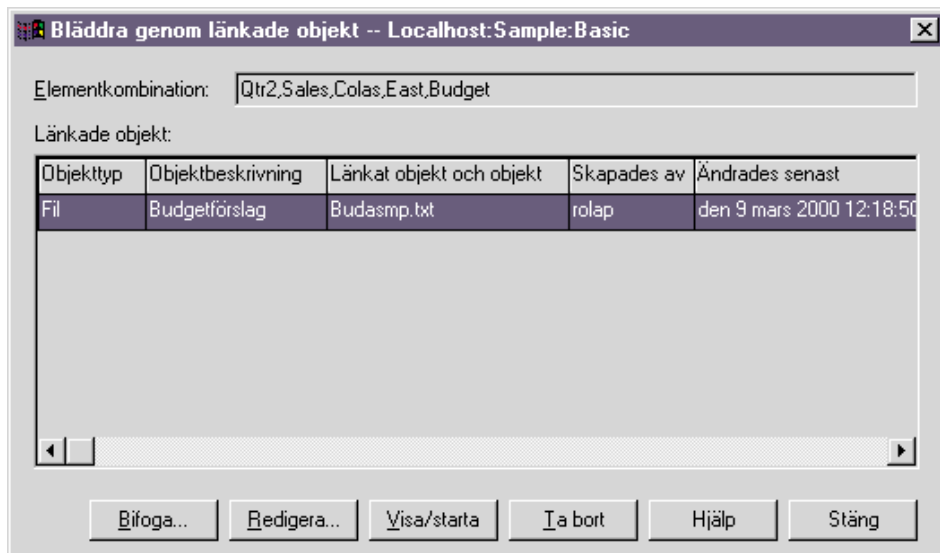 Bläddra genom länkade objekt -- Localhost:Sample:Basic
Elementkombination: Qtr2,Sales,Colas,East,Budget
Länkade objekt:
Objekttyp Objektbeskrivning Länkat objekt och objekt Skapades av Ändrades senast
Fil Budgetförslag Budasmp.txt rolap den 9 mars 2000 12:18:50
Bifoga... Redigera... Visa/starta Ta bort Hjälp Stäng